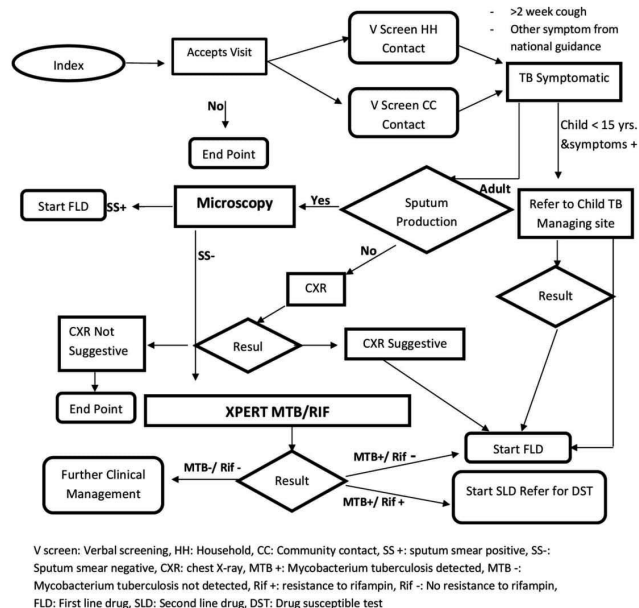 - >2 week cough
- Other symptom from
national guidance
V Screen HH
Contact
Index
Accepts Visit
TB Symptomatic
V Screen CC
Contact
No
Child < 15 yrs.
&symptoms +
End Point
Adult
Start FLD
SS+
Microscopy
Yes
Sputum
Production
Refer to Child TB
Managing site
SS-
No
CXR
Result
CXR Not
Suggestive
Resul
CXR Suggestive
End Point
XPERT MTB/RIF
Start FLD
MTB+/ Rif -
Further Clinical
Management
MTB-/ Rif -
Result
MTB+/ Rif +
Start SLD Refer for DST
V screen: Verbal screening, HH: Household, CC: Community contact, SS +: sputum smear positive, SS-:
Sputum smear negative, CXR: chest X-ray, MTB +: Mycobacterium tuberculosis detected, MTB -:
Mycobacterium tuberculosis not detected, Rif +: resistance to rifampin, Rif -: No resistance to rifampin,
FLD: First line drug, SLD: Second line drug, DST: Drug susceptible test